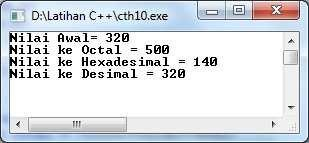 D:\Latihan C++\cth10.exe
Nilai Awal= 320
Nilai ke Octal = 500
Nilai ke Hexadesimal = 140
Nilai ke Desimal = 320